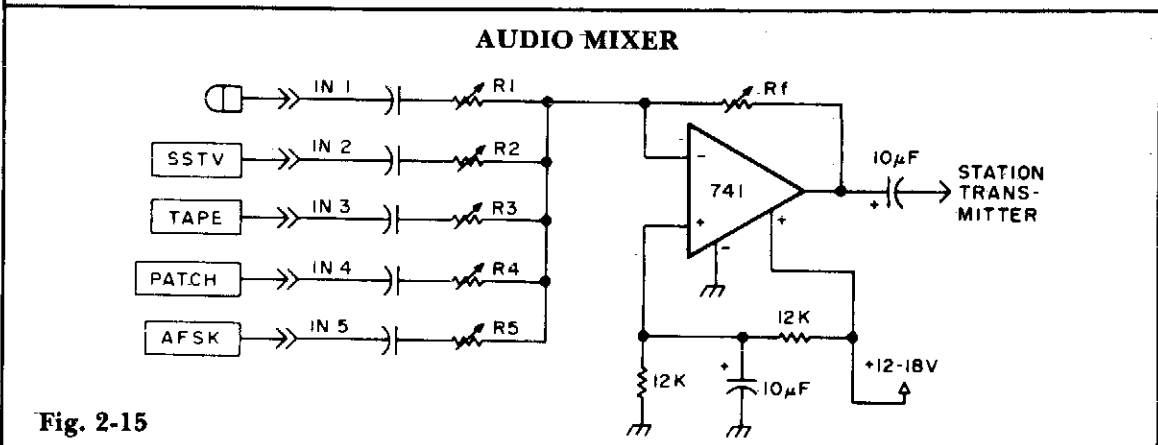 AUDIO MIXER
IN 1
R1
SSTV
IN 2
R2
TAPE
IN 3
R3
PATCH
IN 4
R4
AFSK
IN 5
R5
Rf
-
741
+
-
+
10µF
+
STATION
TRANS-
MITTER
12K
+12-18V
12K
+
10µF
Fig. 2-15